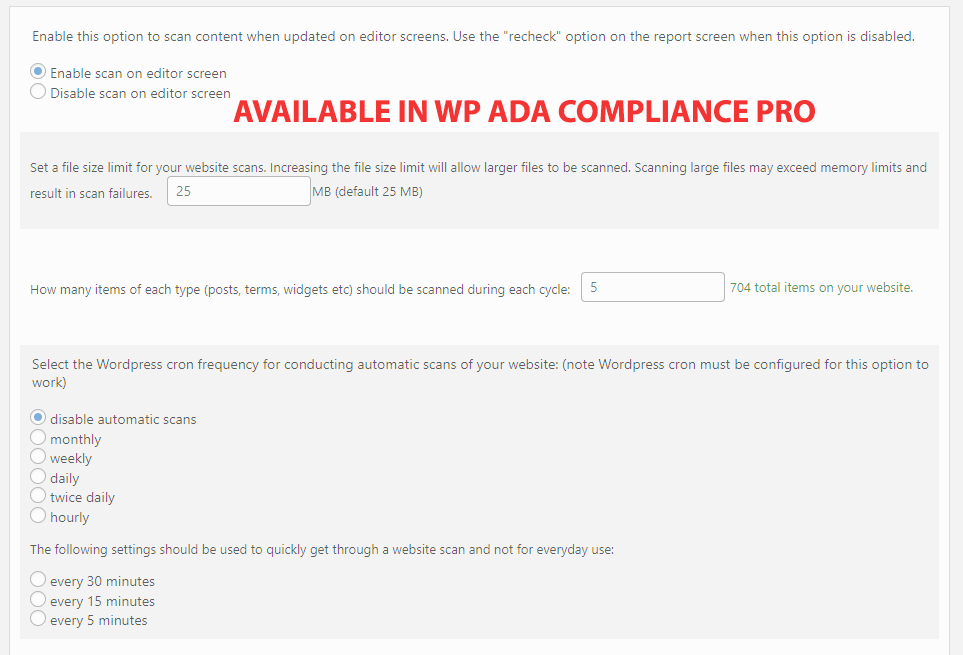 Enable this option to scan content when updated on editor screens. Use the "recheck" option on the report screen when this option is disabled.
Enable scan on editor screen
Disable scan on editor screen
AVAILABLE IN WP ADA COMPLIANCE PRO
Set a file size limit for your website scans. Increasing the file size limit will allow larger files to be scanned. Scanning large files may exceed memory limits and
result in scan failures. 25 MB (default 25 MB)
How many items of each type (posts, terms, widgets etc) should be scanned during each cycle: 5 704 total items on your website.
Select the Wordpress cron frequency for conducting automatic scans of your website: (note Wordpress cron must be configured for this option to
work)
disable automatic scans
monthly
weekly
daily
twice daily
hourly
The following settings should be used to quickly get through a website scan and not for everyday use:
every 30 minutes
every 15 minutes
every 5 minutes